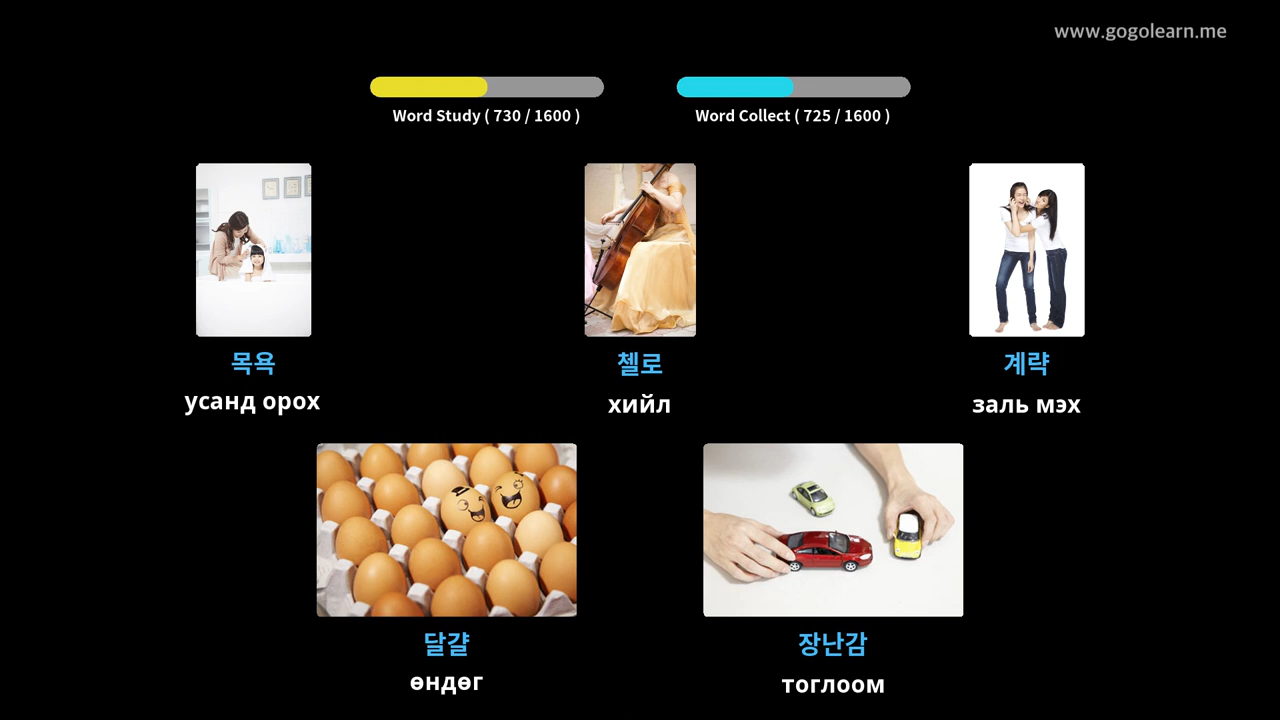 www.gogolearn.me
Word Study ( 730 / 1600 )
Word Collect ( 725 / 1600 )
목욕
усанд орох
첼로
хийл
계략
заль мэх
달걀
өндөг
장난감
тоглоом